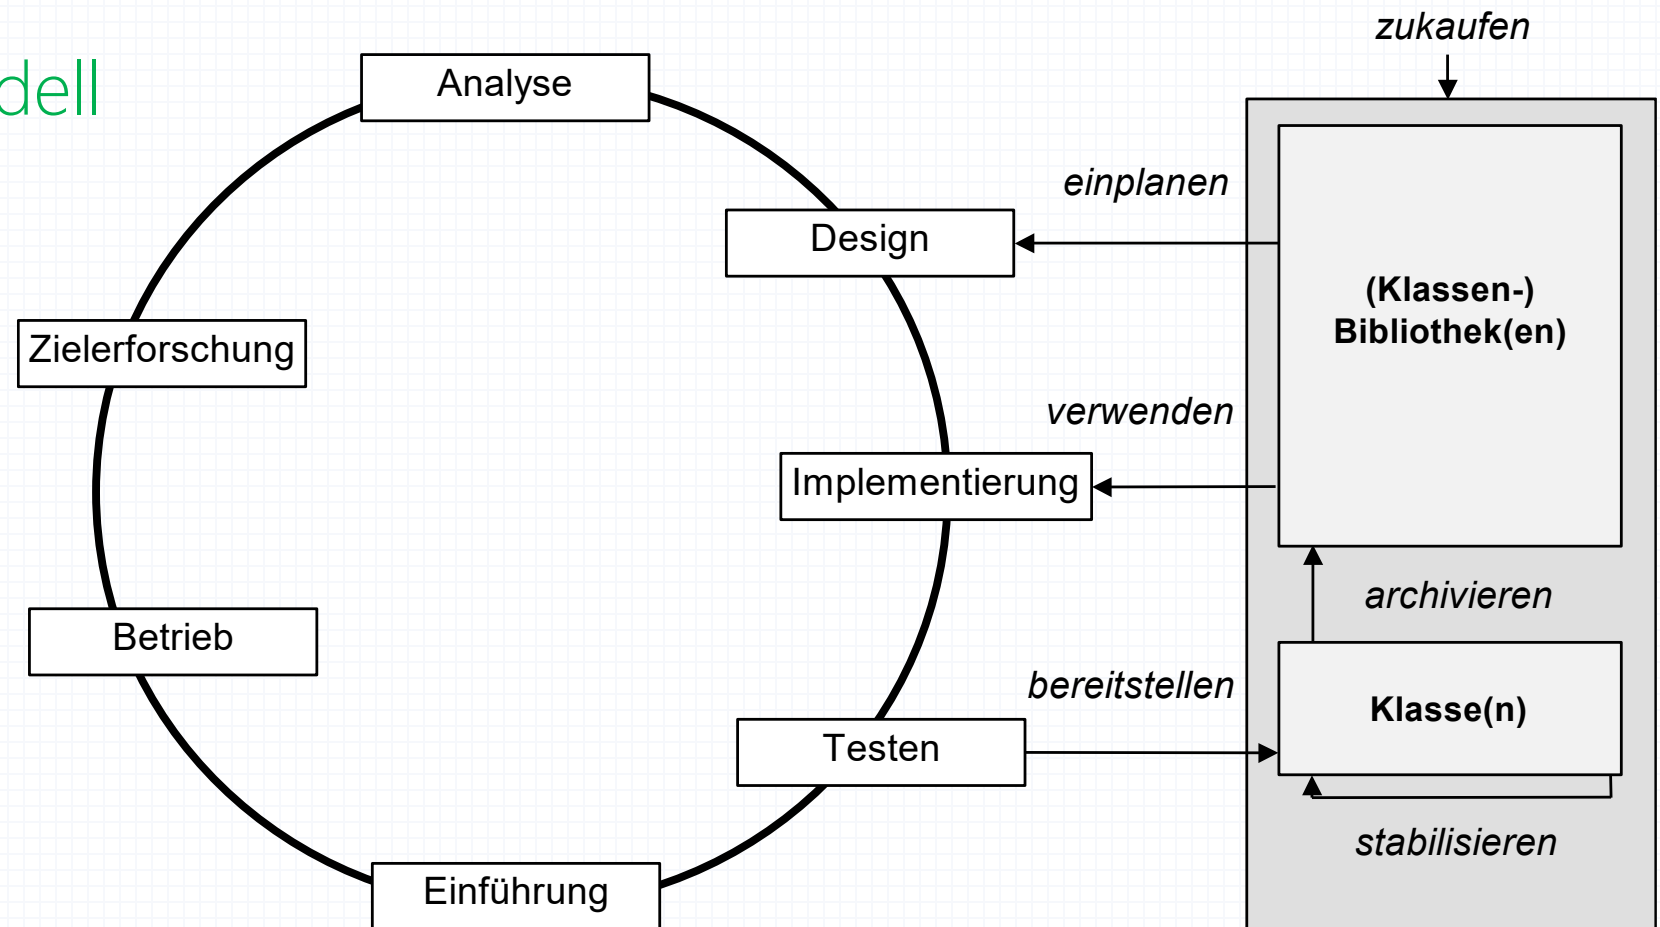 dell
zukaufen
Analyse
einplanen
Design
(Klassen-)
Bibliothek(en)
Zielerforschung
verwenden
Implementierung
archivieren
Betrieb
bereitstellen
Klasse(n)
Testen
stabilisieren
Einführung